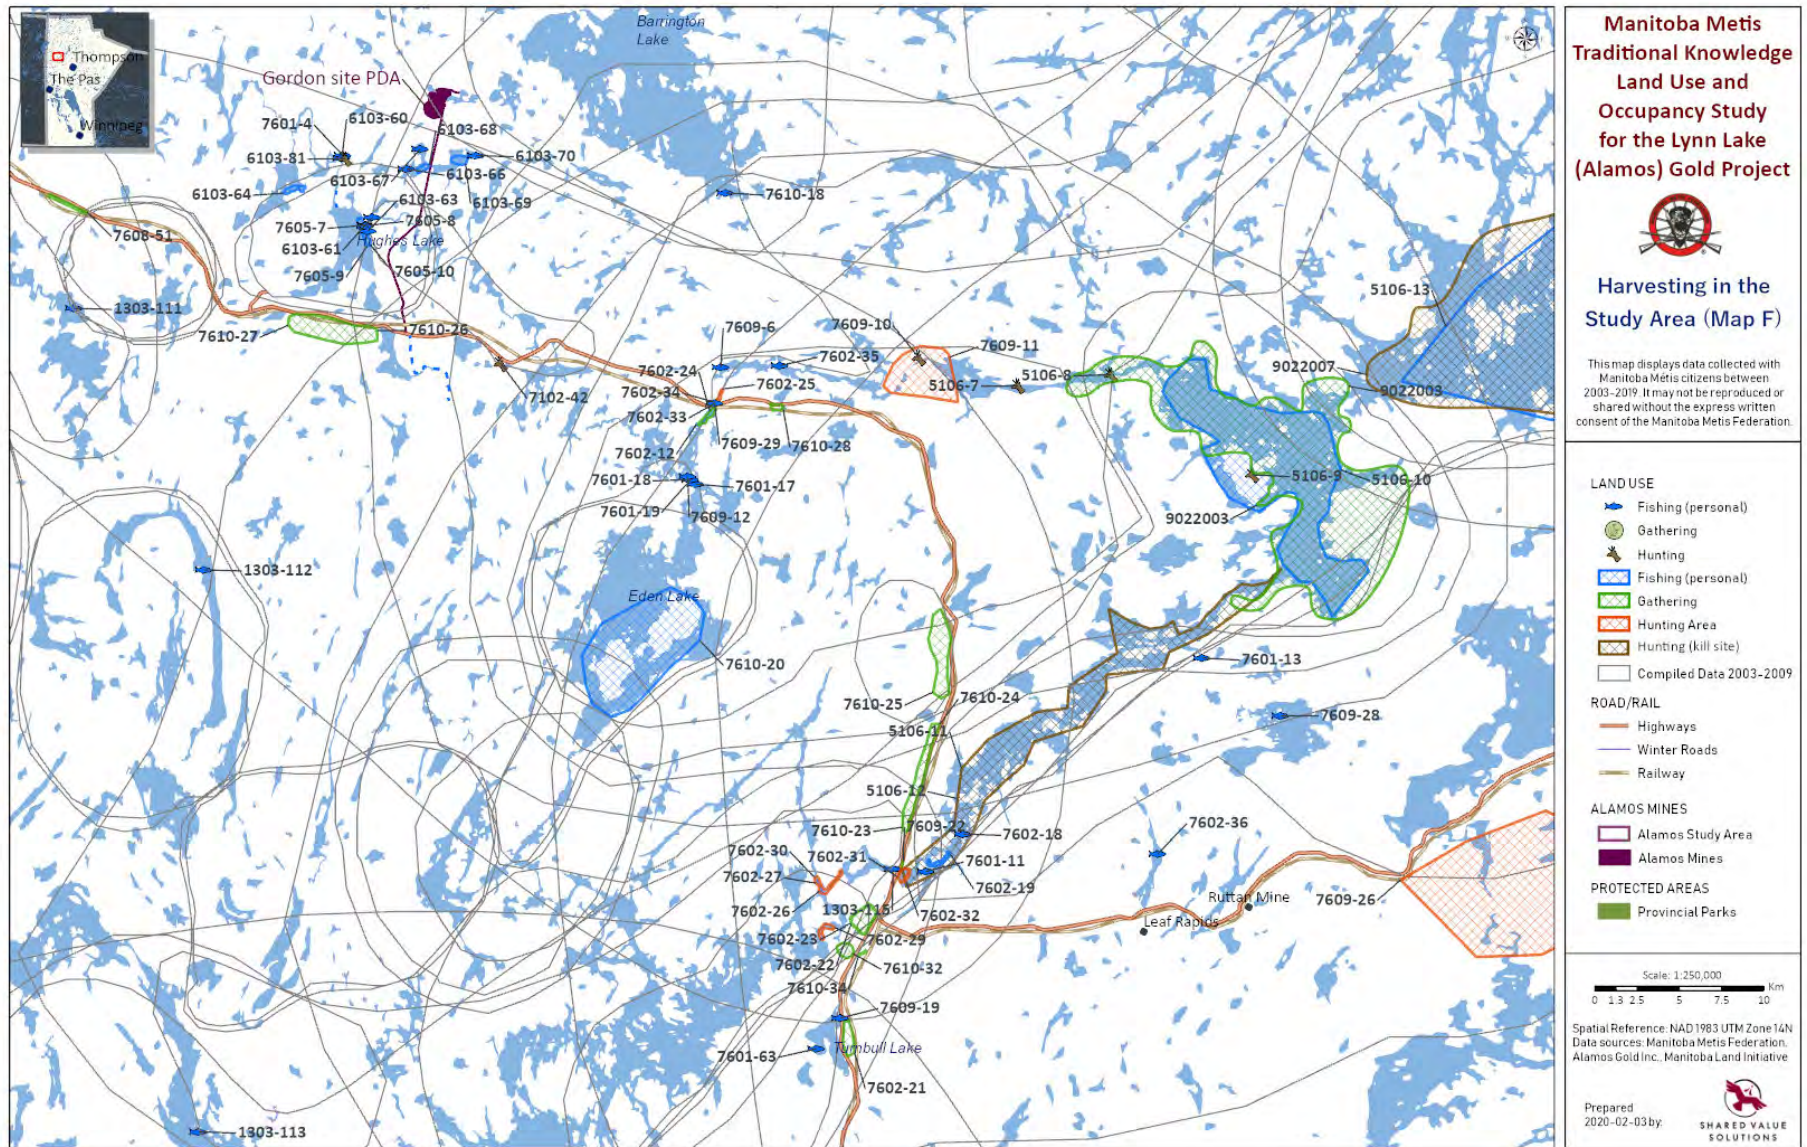 Barrington
Lake
Thompson
The Pas
Winnipeg
Gordon site PDA
7601-4
6103-60
6103-68
6103-81
6103-70
6103-67
6103-66
6103-64
6103-63
6103-69
7610-18
7605-7
7605-8
6103-61
Hughes Lake
7608-51
7605-9
7605-10
5106-13
1303-111
7610-27
7610-26
7609-6
7609-10
7609-11
7602-35
7602-24
5106-7
5106-8
9022007
7602-25
9022003
7602-34
7102-42
7602-33
7602-12
7609-29
7610-28
7601-18
7601-17
5106-9
5106-10
7601-19
7609-12
9022003
1303-112
Eden Lake
7610-20
7601-13
7610-25
7610-24
7609-28
5106-11
5106-12
7610-23
7609-22
7602-18
7602-36
7602-30
7602-31
7601-11
7602-27
7602-19
7602-26
1303-115
7602-32
Ruttan Mine
7609-26
Leaf Rapids
7602-23
7602-29
7602-22
7610-32
7610-34
7609-19
7601-63
Turnbull Lake
7602-21
1303-113
Manitoba Metis
Traditional Knowledge
Land Use and
Occupancy Study
for the Lynn Lake
(Alamos) Gold Project
Harvesting in the
Study Area (Map F)
This map displays data collected with
Manitoba Métis citizens between
2003-2019. It may not be reproduced or
shared without the express written
consent of the Manitoba Metis Federation.
LAND USE
Fishing (personal)
Gathering
Hunting
Fishing (personal)
Gathering
Hunting Area
Hunting (kill site)
Compiled Data 2003-2009
ROAD/RAIL
Highways
Winter Roads
Railway
ALAMOS MINES
Alamos Study Area
Alamos Mines
PROTECTED AREAS
Provincial Parks
Scale: 1:250,000
Km
0 1.3 2.5 5 7.5 10
Spatial Reference: NAD 1983 UTM Zone 14N
Data sources: Manitoba Metis Federation,
Alamos Gold Inc., Manitoba Land Initiative
Prepared
2020-02-03 by:
SHARED VALUE
SOLUTIONS